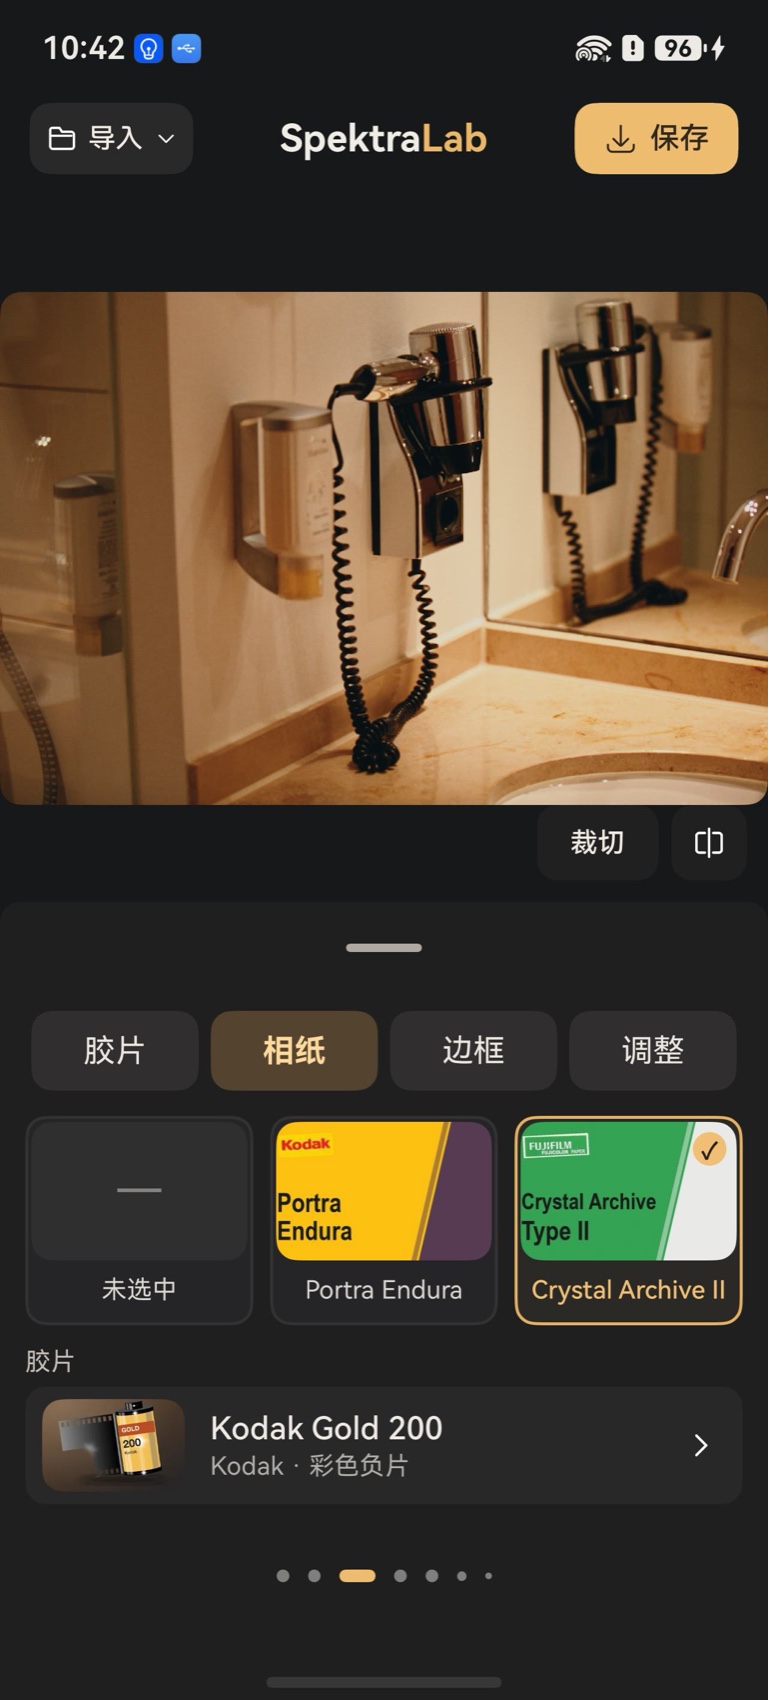 10:42
96
导入
SpektraLab
保存
裁切
胶片
相纸
边框
调整
Kodak
Portra
Endura
FUJIFILM
FUJICOLOR PAPER
Crystal Archive
Type II
未选中
Portra Endura
Crystal Archive II
胶片
GOLD
200
Kodak Gold 200
Kodak · 彩色负片